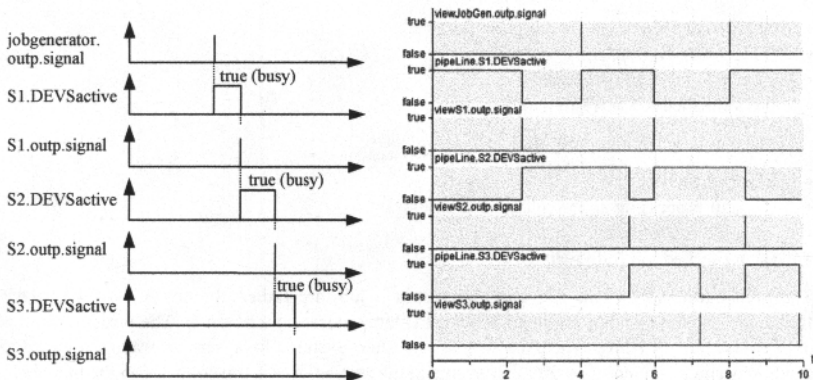 jobgenerator.
outp.signal
true (busy)
S1.DEVSactive
S1.outp.signal
true (busy)
S2.DEVSactive
S2.outp.signal
true (busy)
S3.DEVSactive
S3.outp.signal
viewJobGen.outp.signal
true
false
pipeLine.S1.DEVSactive
true
false
viewS1.outp.signal
true
false
pipeLine.S2.DEVSactive
true
false
viewS2.outp.signal
true
false
pipeLine.S3.DEVSactive
true
false
viewS3.outp.signal
true
false
0 2 4 6 8 10
t